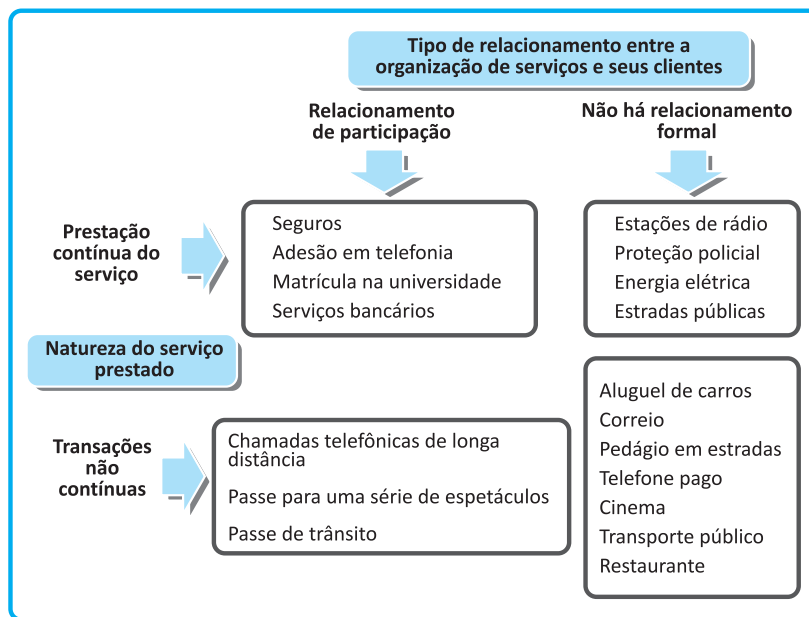 Tipo de relacionamento entre a
organização de serviços e seus clientes
Relacionamento
de participação
Não há relacionamento
formal
Prestação
contínua do
serviço
Seguros
Adesão em telefonia
Matrícula na universidade
Serviços bancários
Estações de rádio
Proteção policial
Energia elétrica
Estradas públicas
Natureza do serviço
prestado
Transações
não
contínuas
Chamadas telefônicas de longa
distância
Passe para uma série de espetáculos
Passe de trânsito
Aluguel de carros
Correio
Pedágio em estradas
Telefone pago
Cinema
Transporte público
Restaurante